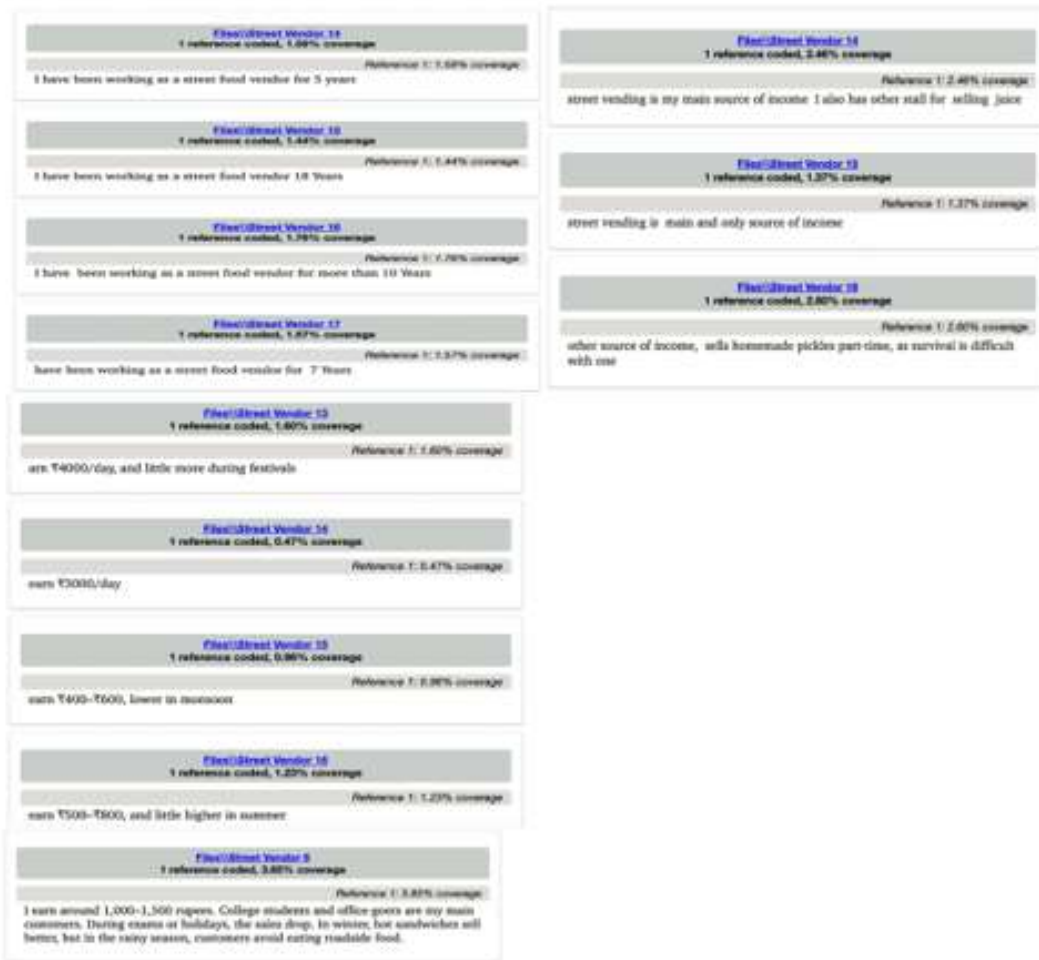 Files\\Street Vendor 14
1 reference coded, 1.58% coverage
Reference 1: 1.58% coverage
I have been working as a street food vendor for 5 years
Files\\Street Vendor 15
1 reference coded, 1.44% coverage
Reference 1: 1.44% coverage
I have been working as a street food vendor 18 Years
Files\\Street Vendor 16
1 reference coded, 1.76% coverage
Reference 1: 1.76% coverage
I have been working as a street food vendor for more than 10 Years
Files\\Street Vendor 17
1 reference coded, 1.57% coverage
Reference 1: 1.57% coverage
have been working as a street food vendor for 7 Years
Files\\Street Vendor 13
1 reference coded, 1.60% coverage
Reference 1: 1.60% coverage
arn ₹4000/day, and little more during festivals
Files\\Street Vendor 14
1 reference coded, 0.47% coverage
Reference 1: 0.47% coverage
earn ₹3000/day
Files\\Street Vendor 15
1 reference coded, 0.96% coverage
Reference 1: 0.96% coverage
earn ₹400–₹600, lower in monsoon
Files\\Street Vendor 16
1 reference coded, 1.23% coverage
Reference 1: 1.23% coverage
earn ₹500–₹800, and little higher in summer
Files\\Street Vendor
1 reference coded, coverage
Reference 1: coverage
I earn around 1,000–1,500 rupees. College students and office goers are my main
customers. During exams or holidays, the sales drop. In winter, hot sandwiches sell
better, but in the rainy season, customers avoid eating roadside food.
Files\\Street Vendor 14
1 reference coded, 2.46% coverage
Reference 1: 2.46% coverage
street vending is my main source of income I also has other stall for selling juice
Files\\Street Vendor
1 reference coded, 1.37% coverage
Reference 1: 1.37% coverage
street vending is main and only source of income
Files\\Street Vendor
1 reference coded, 2.60% coverage
Reference 1: 2.60% coverage
other source of income, sells homemade pickles part-time, as survival is difficult
with one